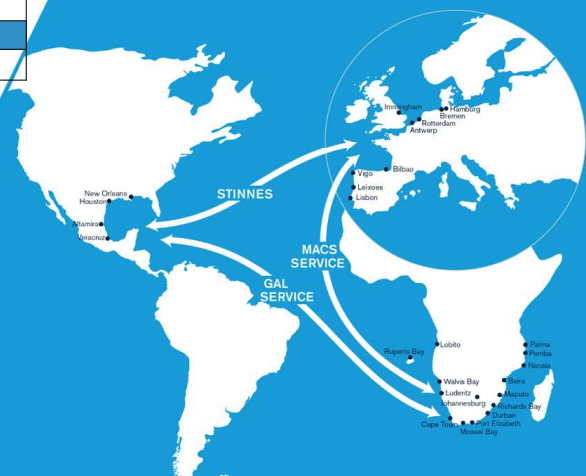 Immingham
Hamburg
Bremen
Rotterdam
Antwerp
Bilbao
Vigo
Leixoes
Lisbon
New Orleans
Houston
Altamira
Veracruz
STINNES
MACS
SERVICE
GAL
SERVICE
Ruperts Bay
Lobito
Palma
Pemba
Nacala
Walvis Bay
Beira
Luderitz
Maputo
Johannesburg
Richards Bay
Durban
Cape Town
Port Elizabeth
Mossel Bay